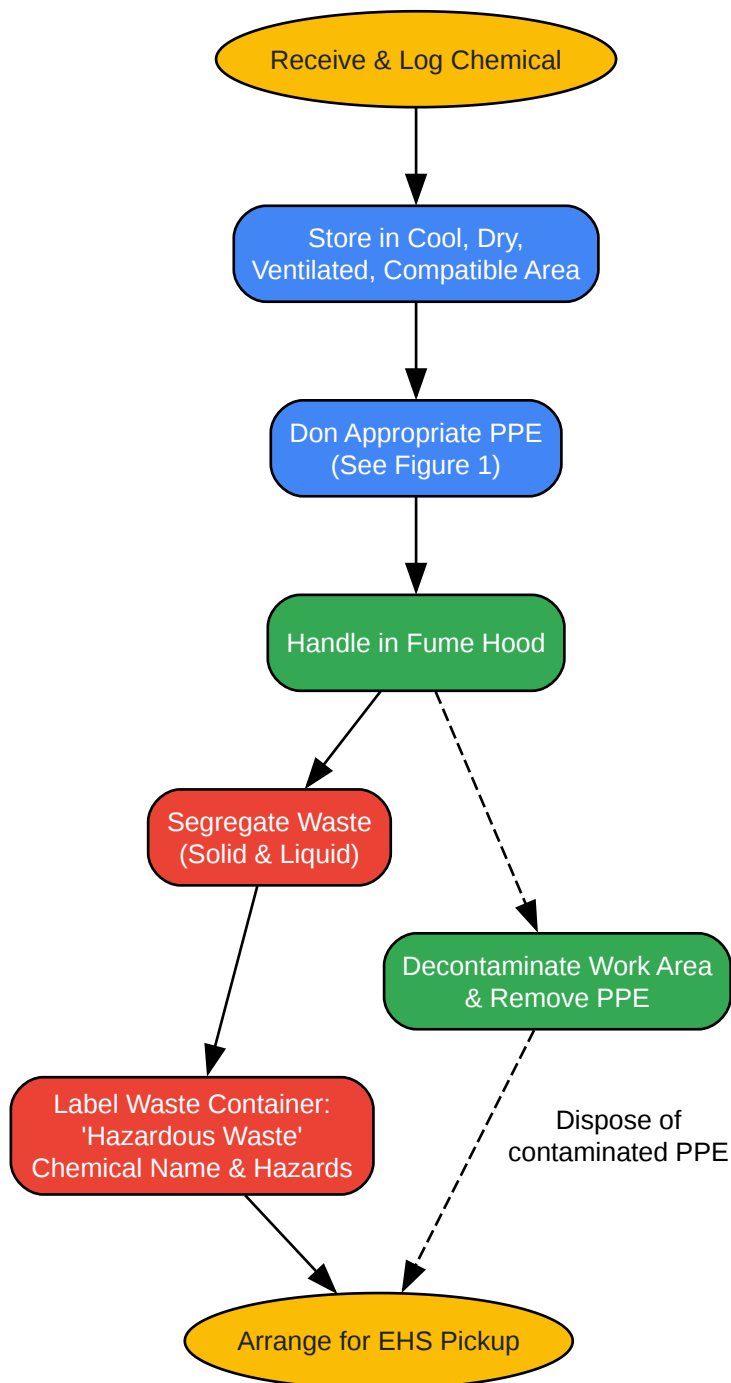 Receive & Log Chemical
Store in Cool, Dry,
Ventilated, Compatible Area
Don Appropriate PPE
(See Figure 1)
Handle in Fume Hood
Segregate Waste
(Solid & Liquid)
Decontaminate Work Area
& Remove PPE
Label Waste Container:
'Hazardous Waste'
Chemical Name & Hazards
Dispose of
contaminated PPE
Arrange for EHS Pickup